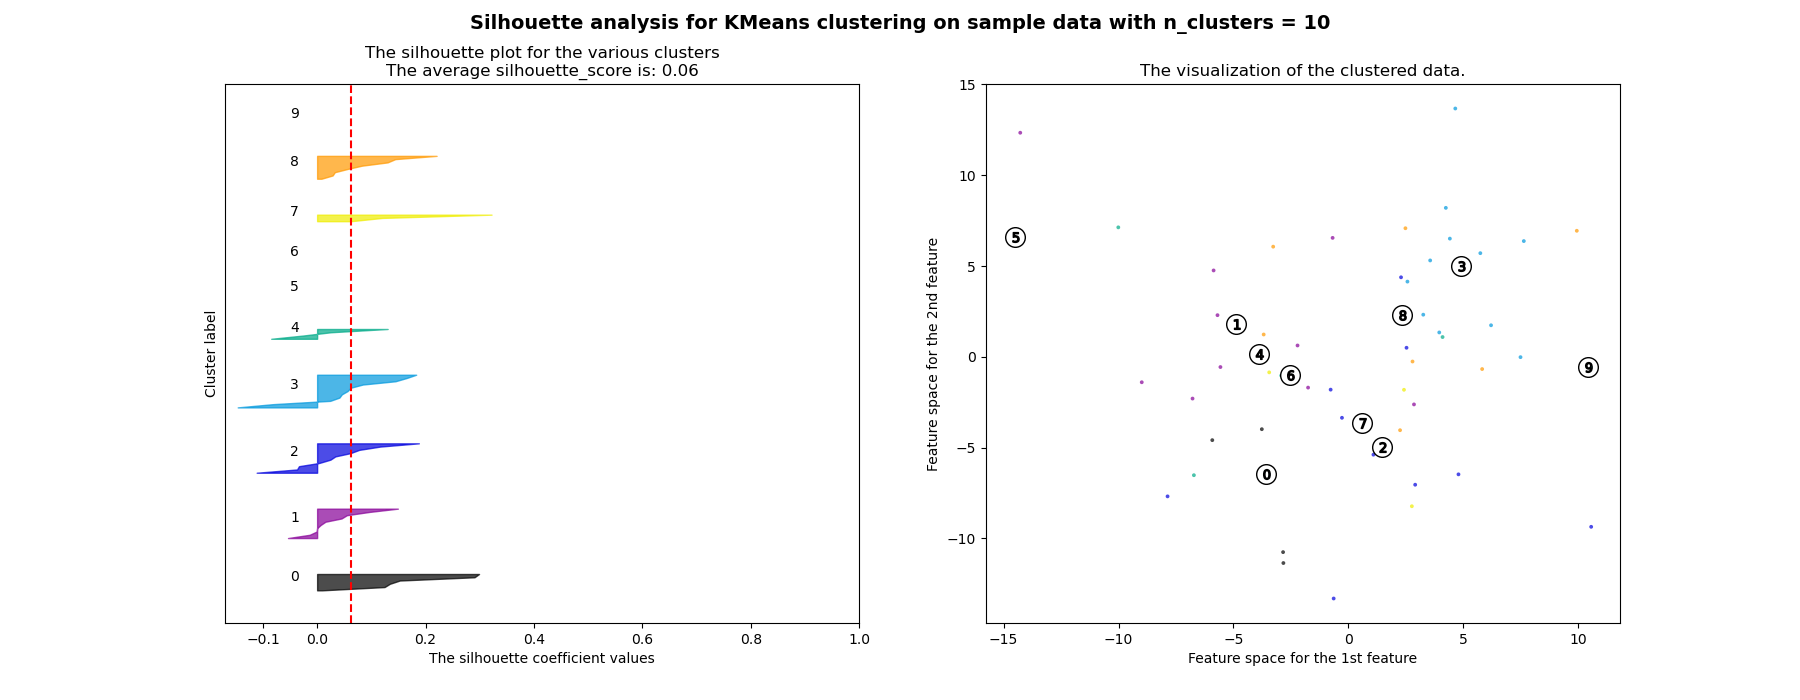 Silhouette analysis for KMeans clustering on sample data with n_clusters = 10
The silhouette plot for the various clusters
The average silhouette_score is: 0.06
9
8
7
6
5
4
3
2
1
0
Cluster label
−0.1 0.0 0.2 0.4 0.6 0.8 1.0
The silhouette coefficient values
The visualization of the clustered data.
15
10
5
0
−5
−10
Feature space for the 2nd feature
5
3
8
1
4
9
6
7
2
0
−15 −10 −5 0 5 10
Feature space for the 1st feature